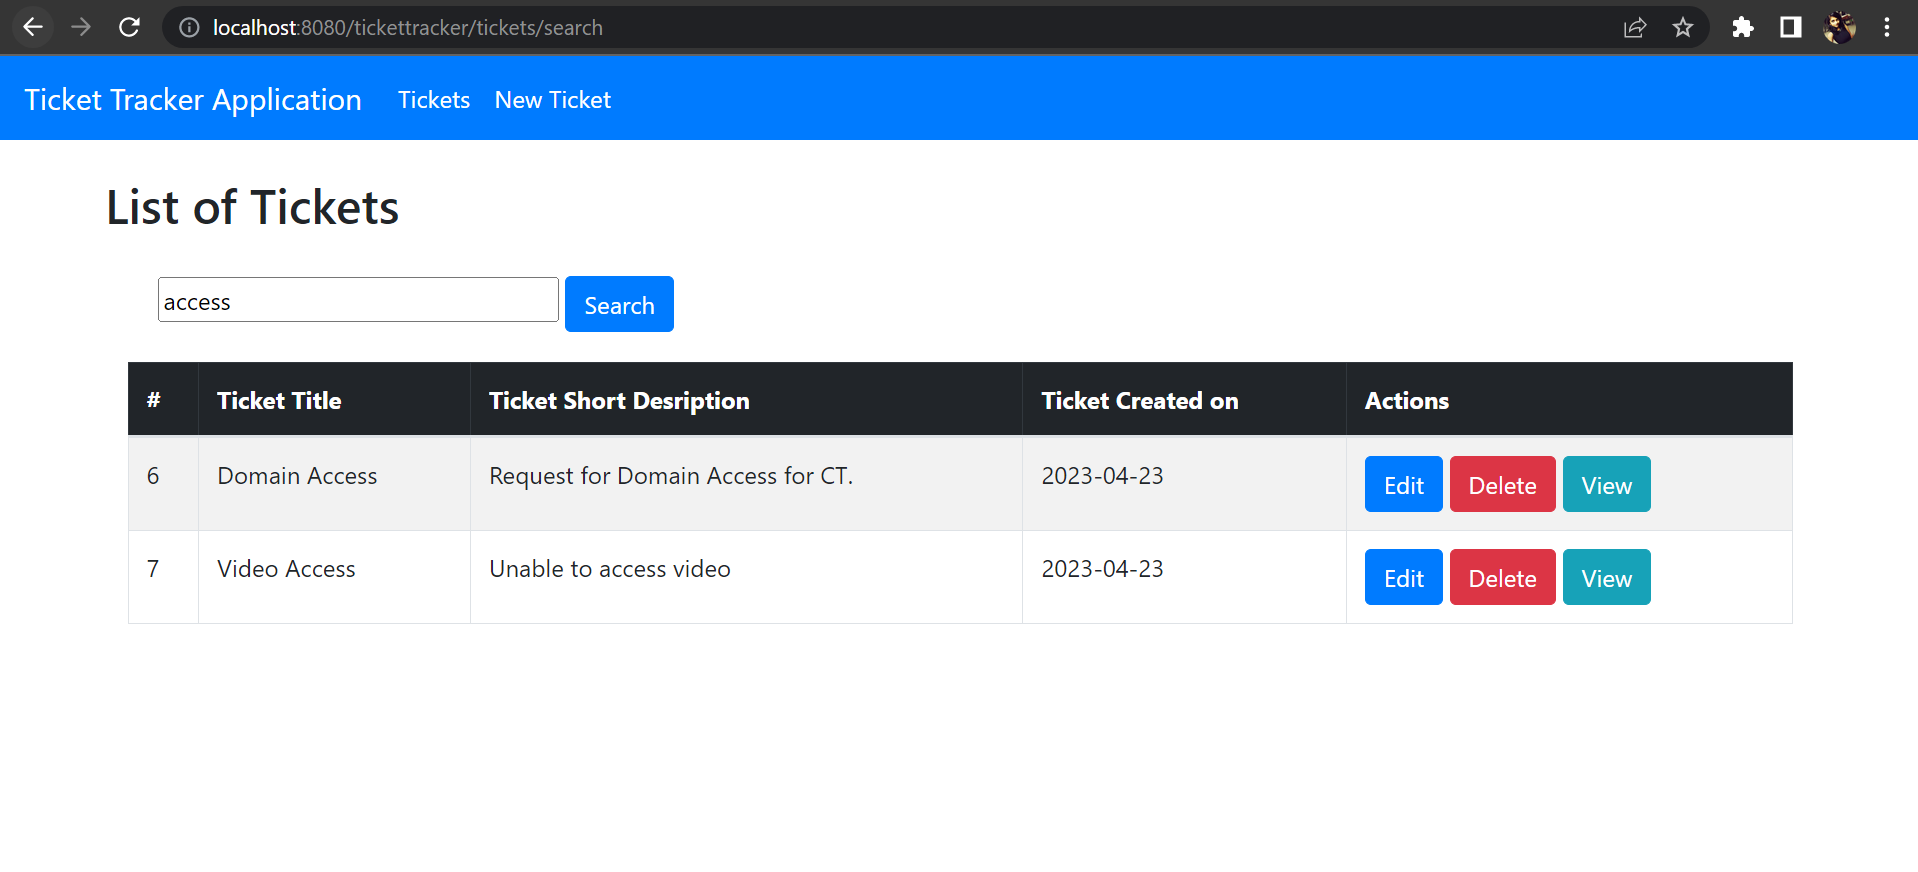 localhost:8080/tickettracker/tickets/search
Ticket Tracker Application Tickets New Ticket
List of Tickets
access Search
# Ticket Title Ticket Short Desription Ticket Created on Actions
6 Domain Access Request for Domain Access for CT. 2023-04-23 Edit Delete View
7 Video Access Unable to access video 2023-04-23 Edit Delete View